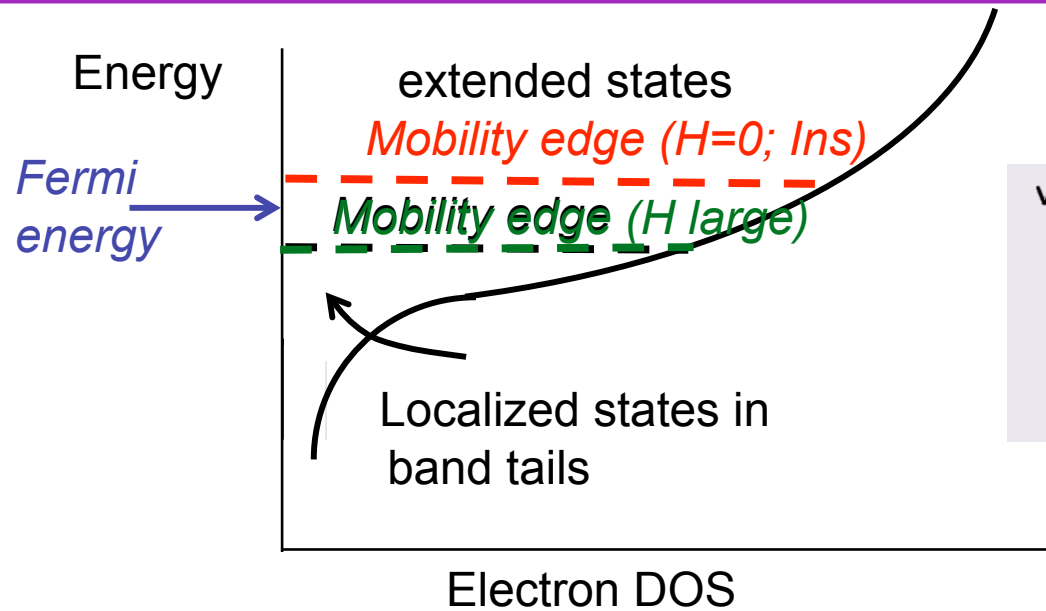 Energy
extended states
Mobility edge (H=0; Ins)
Fermi
energy
Mobility edge (H large)
Localized states in
band tails
Electron DOS